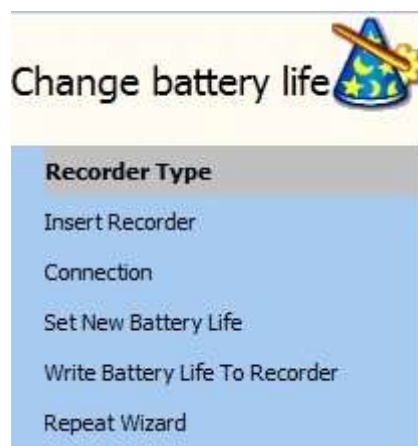 Change battery life
Recorder Type
Insert Recorder
Connection
Set New Battery Life
Write Battery Life To Recorder
Repeat Wizard